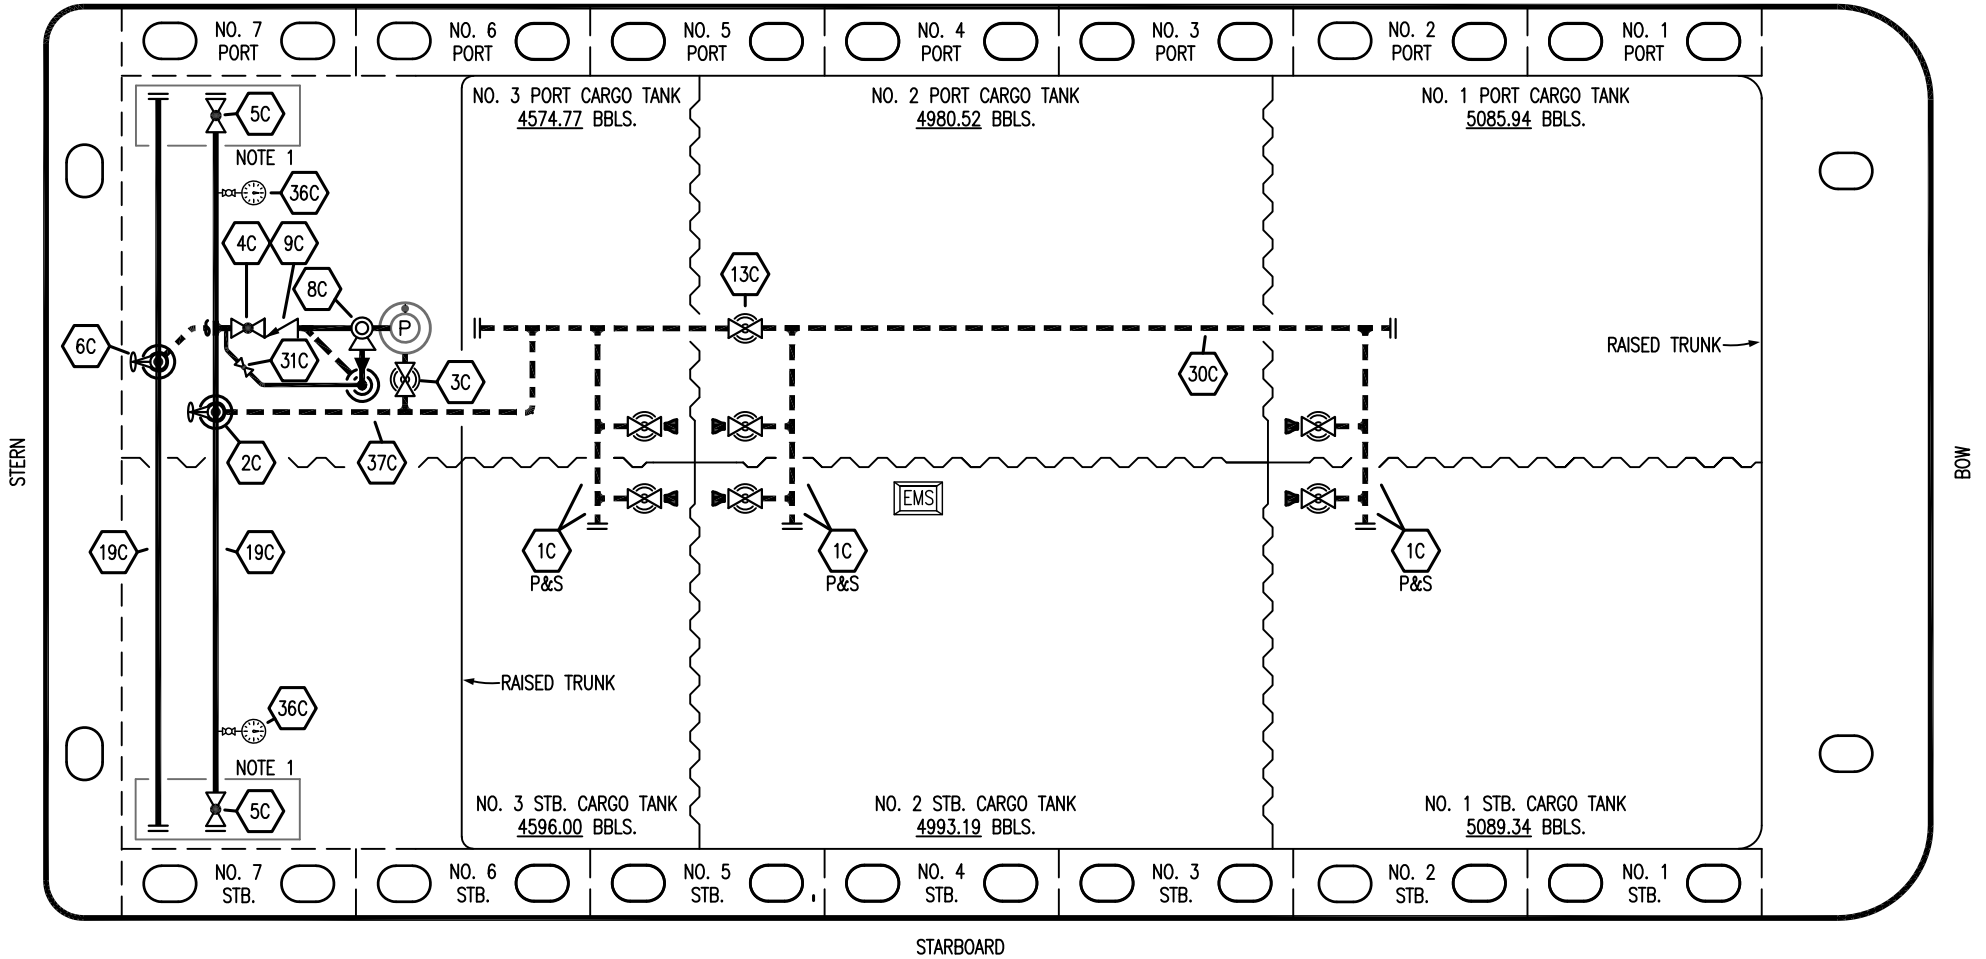 NO. 7
PORT
NO. 6
PORT
NO. 5
PORT
NO. 4
PORT
NO. 3
PORT
NO. 2
PORT
NO. 1
PORT
NO. 3 PORT CARGO TANK
4574.77 BBLS.
NO. 2 PORT CARGO TANK
4980.52 BBLS.
NO. 1 PORT CARGO TANK
5085.94 BBLS.
5C
NOTE 1
36C
4C
9C
8C
13C
P
6C
31C
3C
30C
RAISED TRUNK
2C
37C
STERN
BOW
EMS
19C
19C
1C
P&S
1C
P&S
1C
P&S
RAISED TRUNK
36C
NOTE 1
5C
NO. 3 STB. CARGO TANK
4596.00 BBLS.
NO. 2 STB. CARGO TANK
4993.19 BBLS.
NO. 1 STB. CARGO TANK
5089.34 BBLS.
NO. 7
STB.
NO. 6
STB.
NO. 5
STB.
NO. 4
STB.
NO. 3
STB.
NO. 2
STB.
NO. 1
STB.
STARBOARD